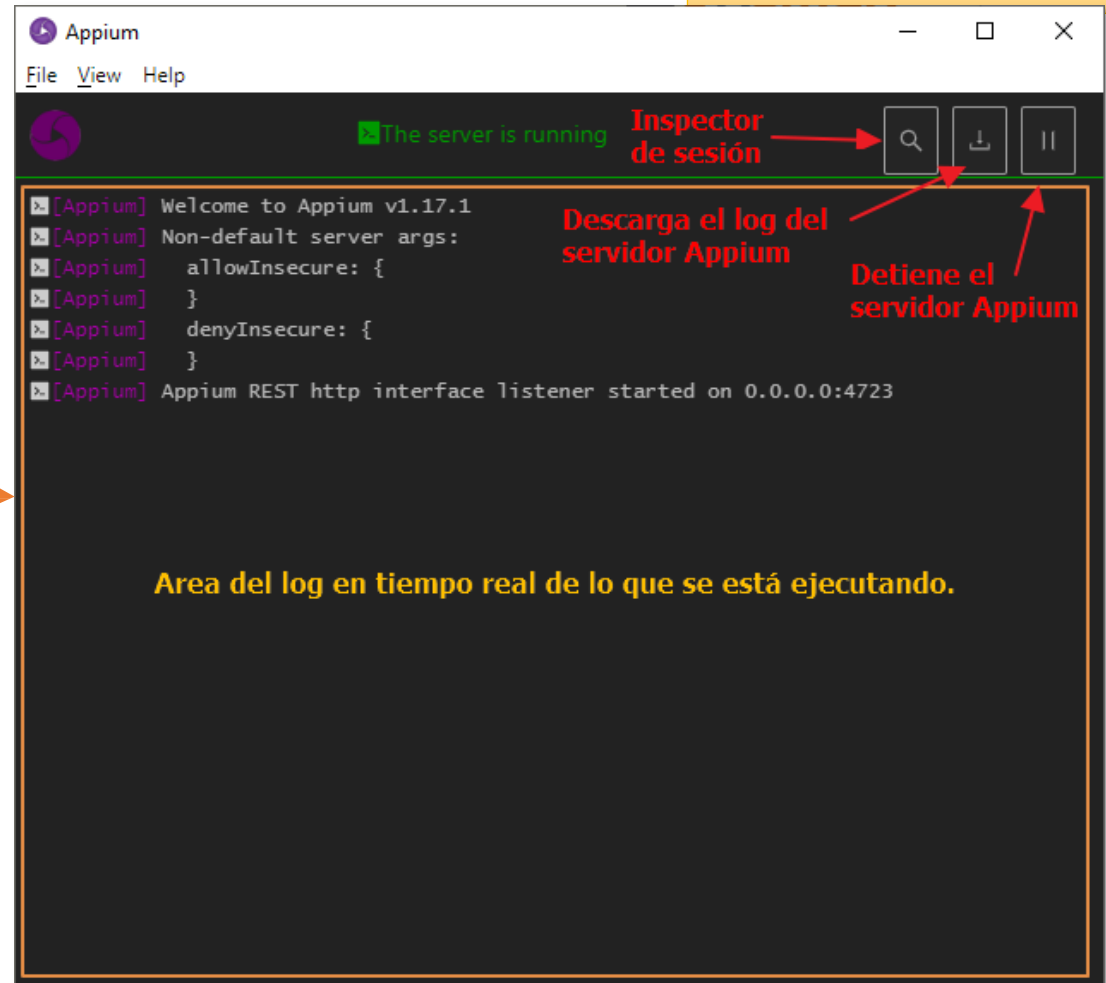 Appium
File View Help
The server is running
Inspector
de sesión
[Appium] Welcome to Appium v1.17.1
[Appium] Non-default server args:
[Appium] allowInsecure: {
[Appium] }
[Appium] denyInsecure: {
[Appium] }
[Appium] Appium REST http interface listener started on 0.0.0.0:4723
Descarga el log del
servidor Appium
Detiene el
servidor Appium
Area del log en tiempo real de lo que se está ejecutando.